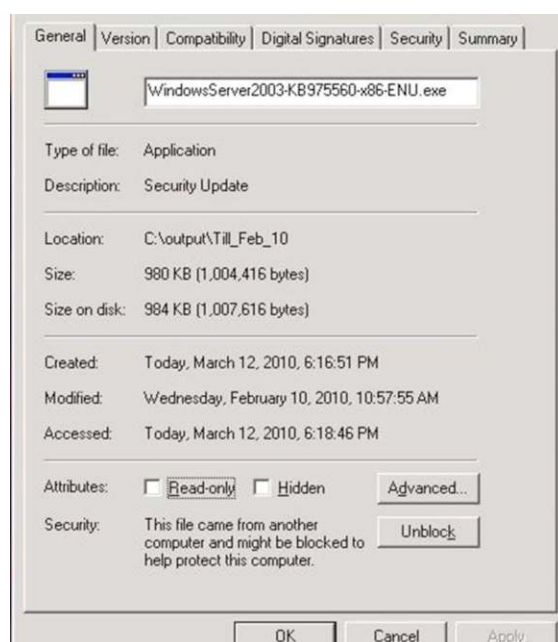 General Version Compatibility Digital Signatures Security Summary
WindowsServer2003-KB975560-x86-ENU.exe
Type of file: Application
Description: Security Update
Location: C:\output\Till_Feb_10
Size: 980 KB (1,004,416 bytes)
Size on disk: 984 KB (1,007,616 bytes)
Created: Today, March 12, 2010, 6:16:51 PM
Modified: Wednesday, February 10, 2010, 10:57:55 AM
Accessed: Today, March 12, 2010, 6:18:46 PM
Attributes: Read-only Hidden Advanced...
Security: This file came from another
computer and might be blocked to
help protect this computer.
Unblock
OK Cancel Apply